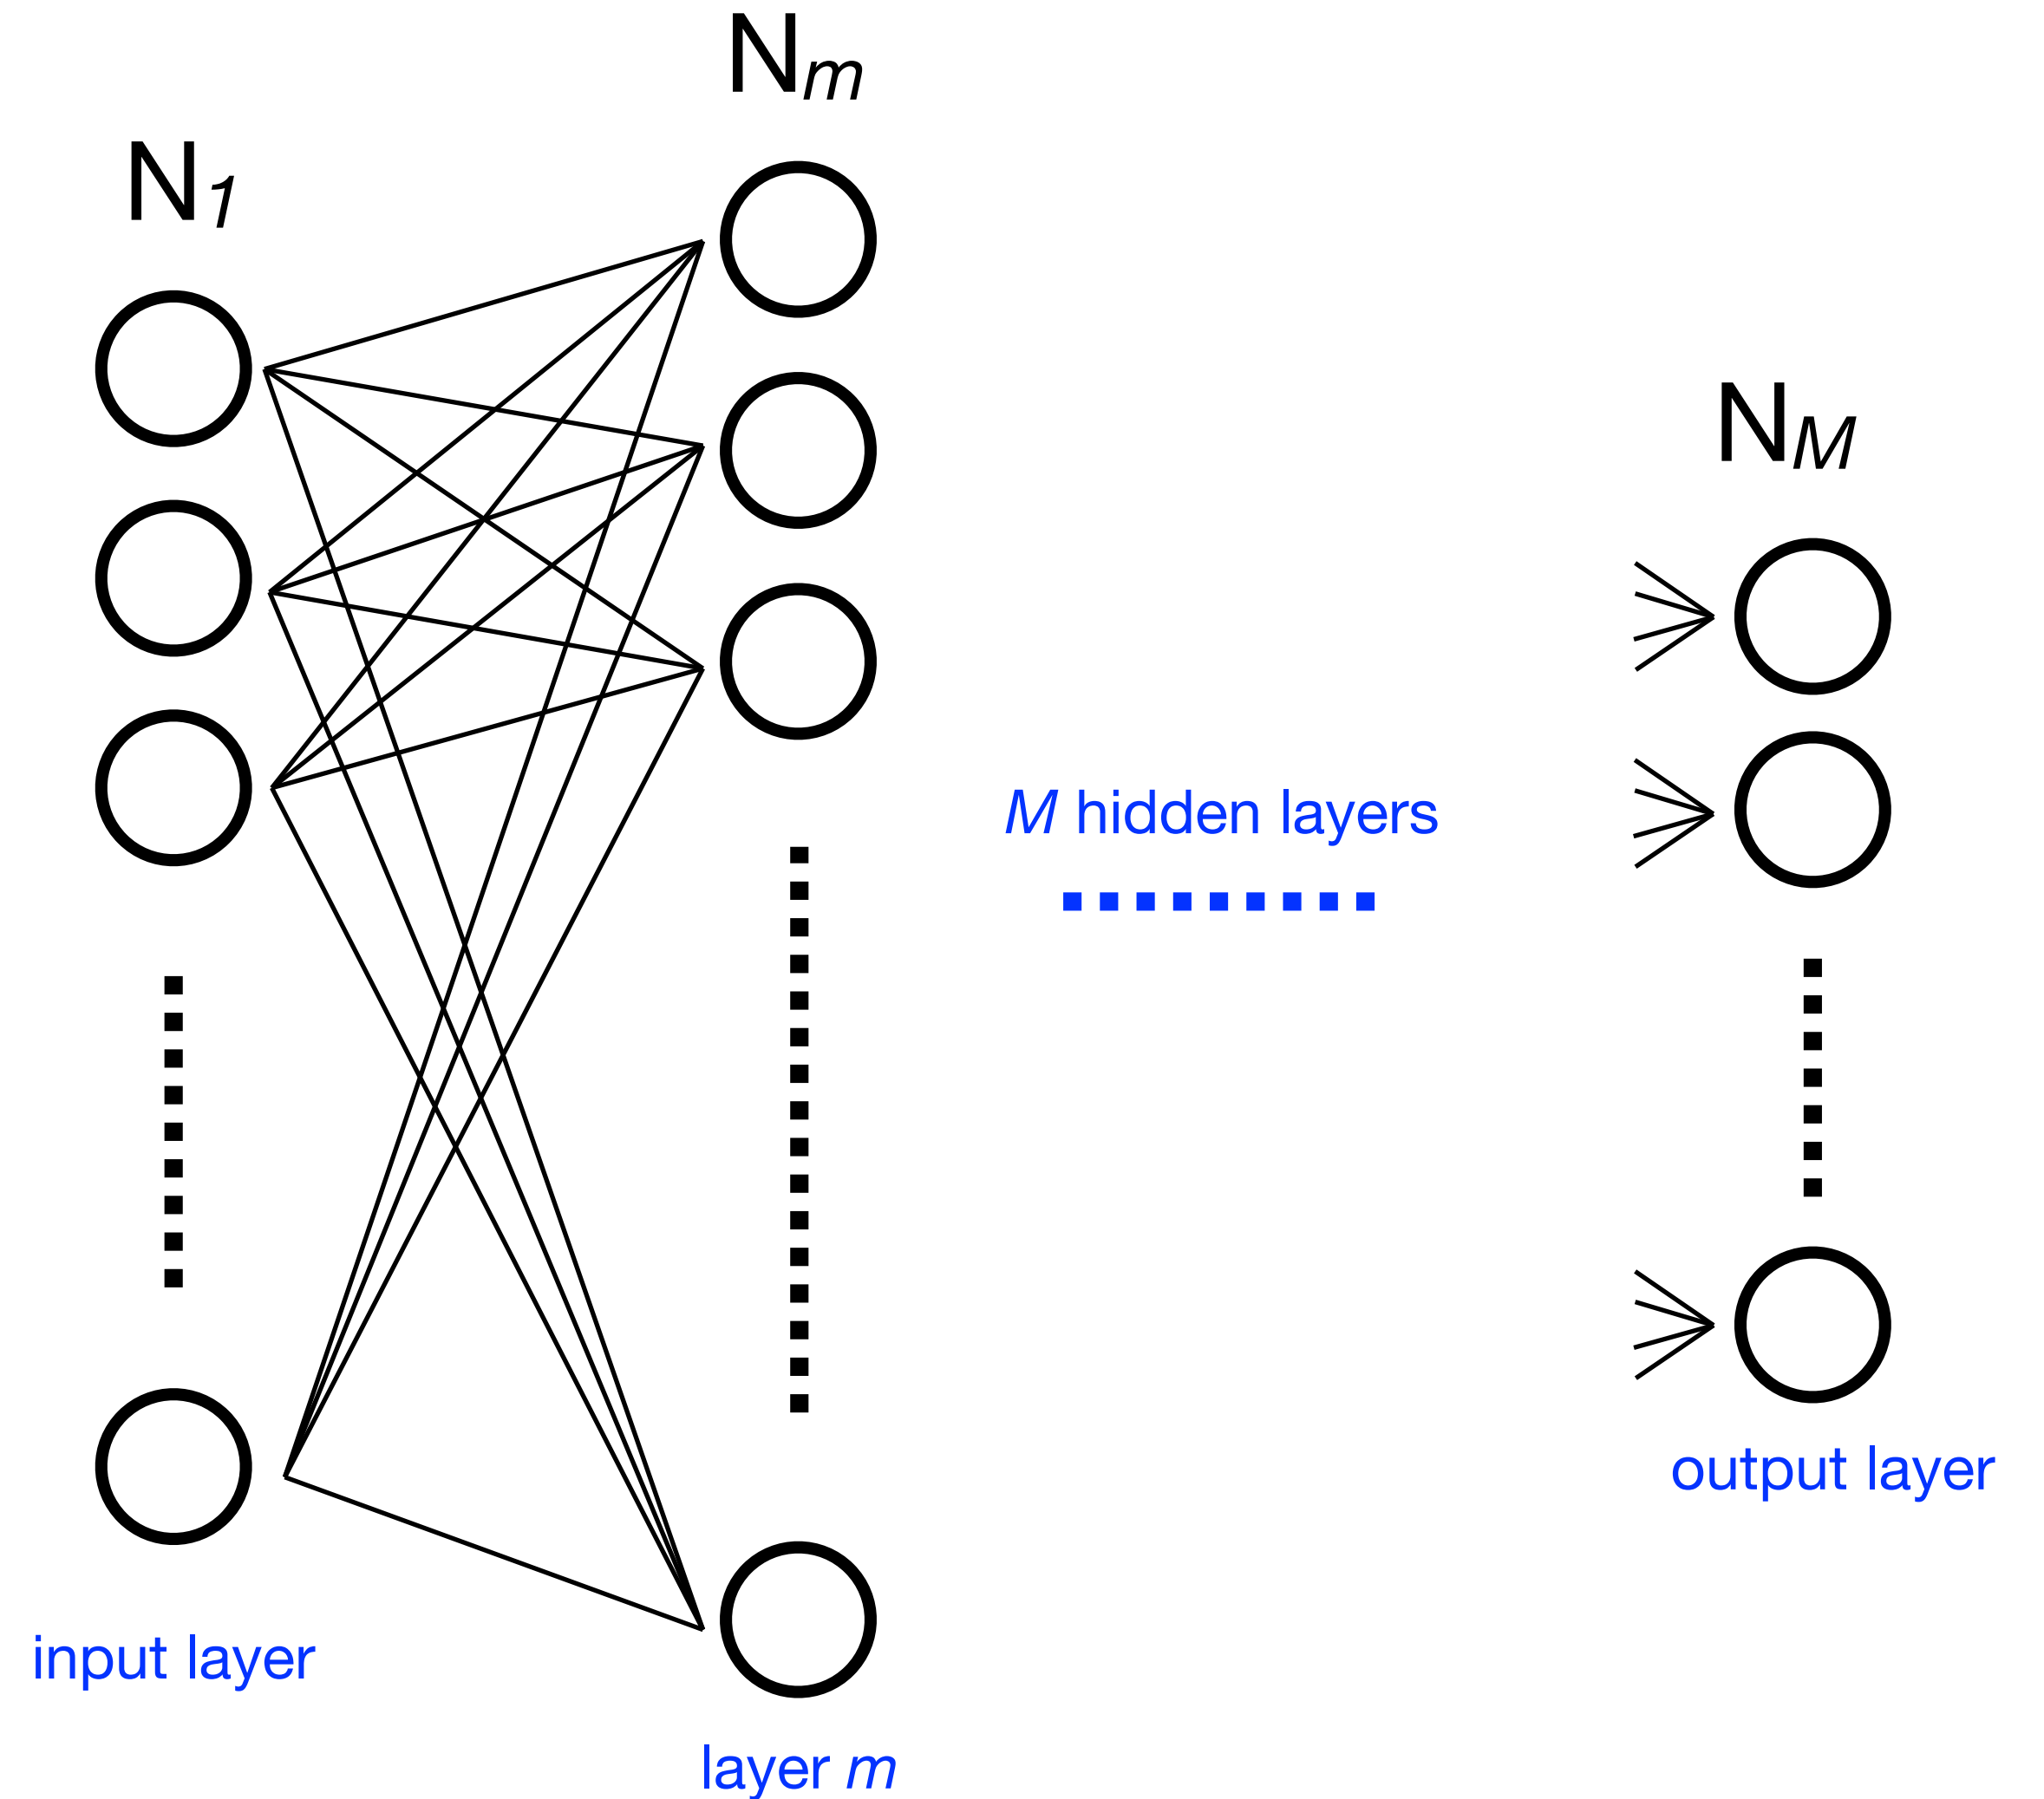 N1
Nm
NM
M hidden layers
output layer
input layer
layer m